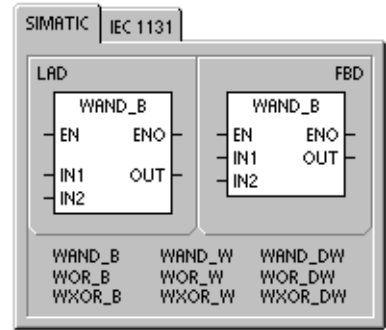 SIMATIC IEC 1131
LAD FBD
WAND_B WAND_B
EN ENO EN ENO
IN1 OUT IN1 OUT
IN2 IN2
WAND_B WAND_W WAND_DW
WOR_B WOR_W WOR_DW
WXOR_B WXOR_W WXOR_DW